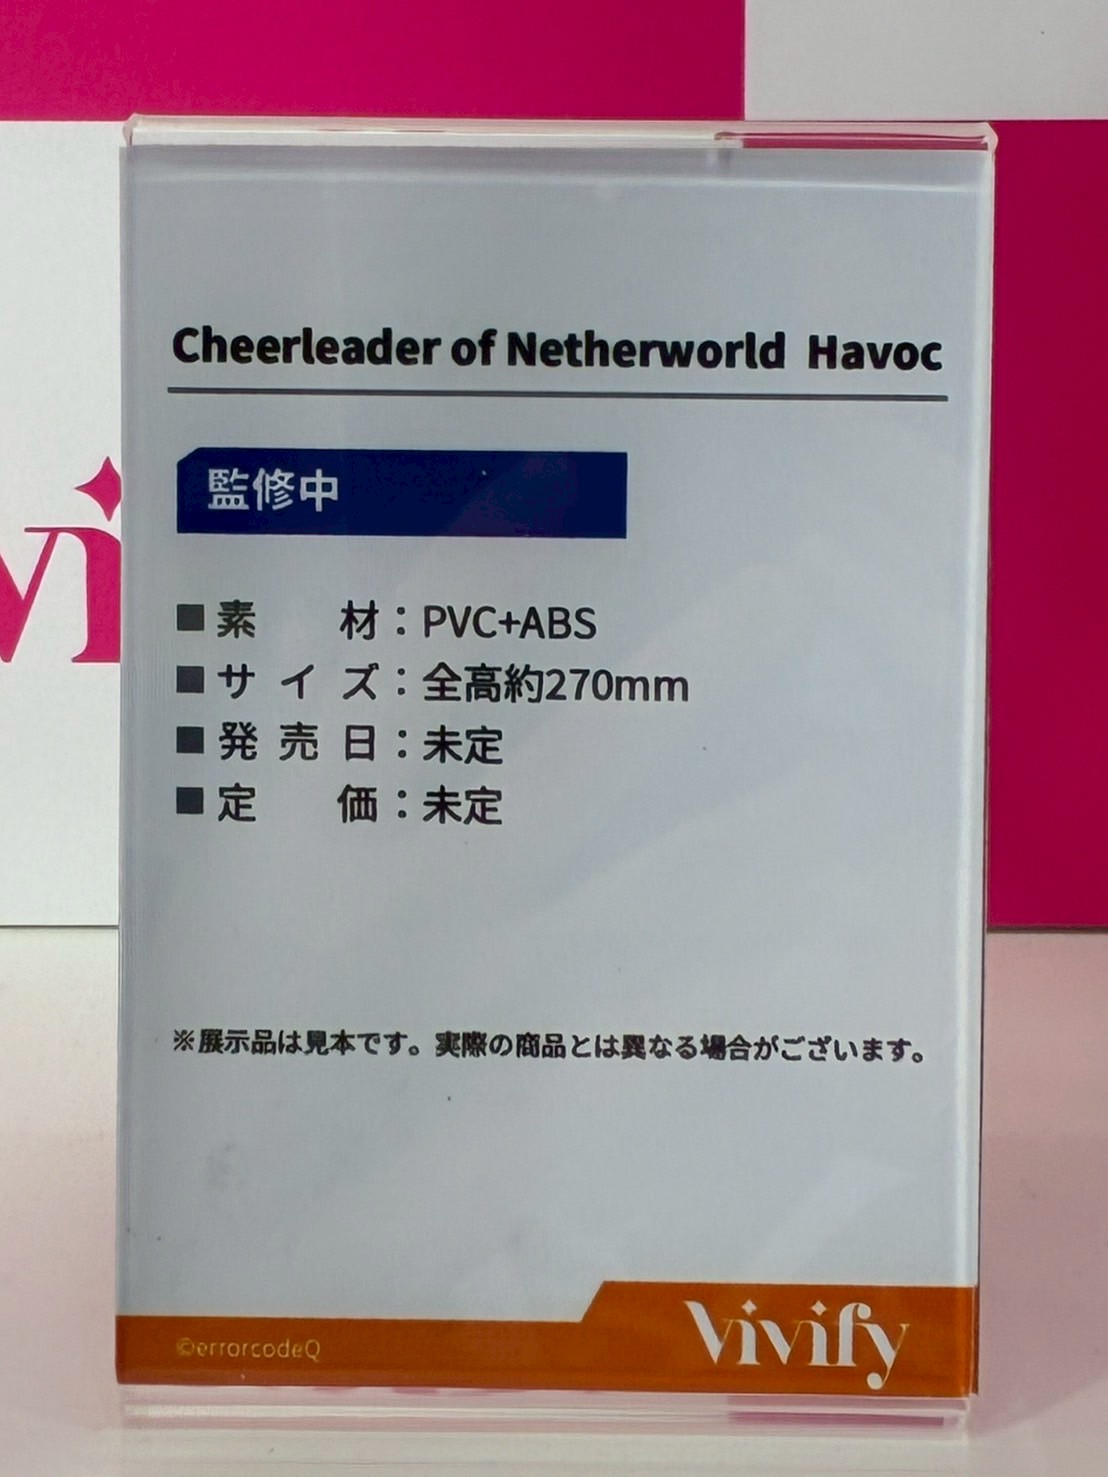 Cheerleader of Netherworld Havoc
監修中
■素材：PVC+ABS
■サイズ：全高約270mm
■発売日：未定
■定価：未定
※展示品は見本です。実際の商品とは異なる場合がございます。
©errorcodeQ
Vivify